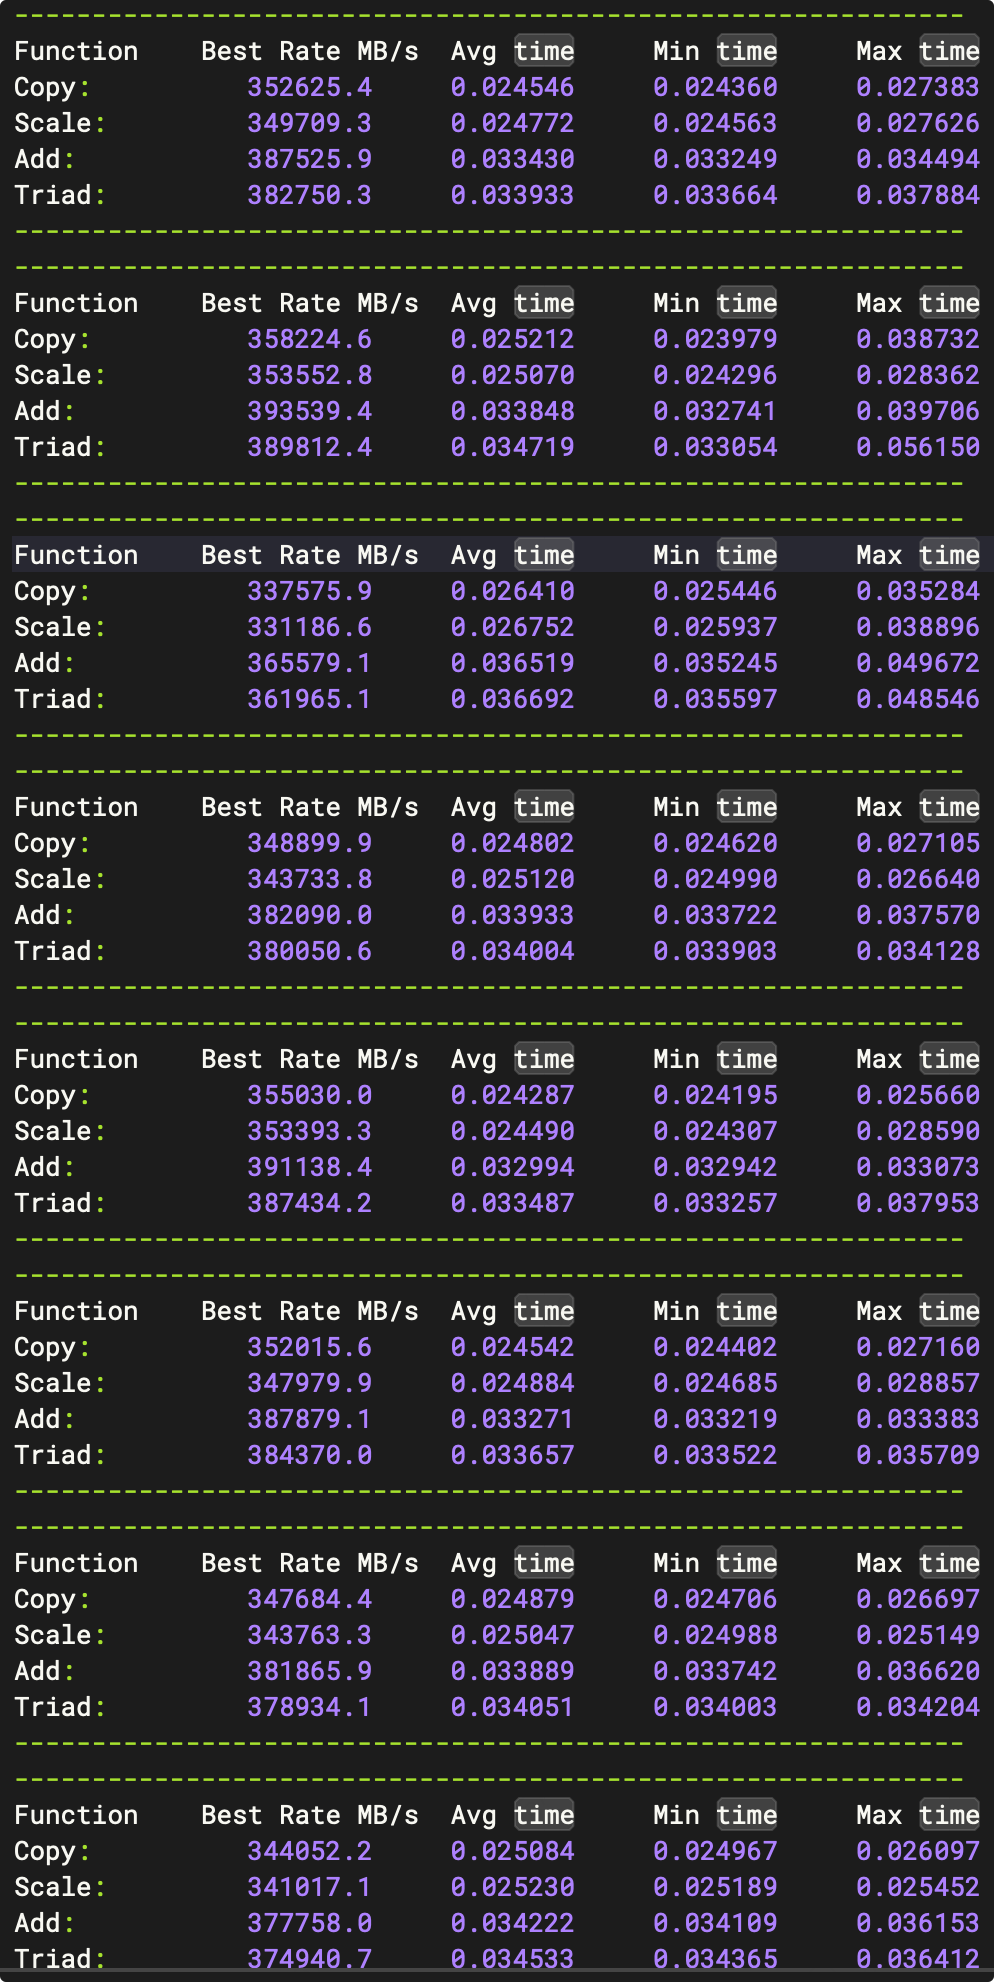 -------------------------------------------------------------
Function    Best Rate MB/s  Avg time     Min time     Max time
Copy:          352625.4     0.024546     0.024360     0.027383
Scale:         349709.3     0.024772     0.024563     0.027626
Add:           387525.9     0.033430     0.033249     0.034494
Triad:         382750.3     0.033933     0.033664     0.037884
-------------------------------------------------------------
-------------------------------------------------------------
Function    Best Rate MB/s  Avg time     Min time     Max time
Copy:          358224.6     0.025212     0.023979     0.038732
Scale:         353552.8     0.025070     0.024296     0.028362
Add:           393539.4     0.033848     0.032741     0.039706
Triad:         389812.4     0.034719     0.033054     0.056150
-------------------------------------------------------------
-------------------------------------------------------------
Function    Best Rate MB/s  Avg time     Min time     Max time
Copy:          337575.9     0.026410     0.025446     0.035284
Scale:         331186.6     0.026752     0.025937     0.038896
Add:           365579.1     0.036519     0.035245     0.049672
Triad:         361965.1     0.036692     0.035597     0.048546
-------------------------------------------------------------
-------------------------------------------------------------
Function    Best Rate MB/s  Avg time     Min time     Max time
Copy:          348899.9     0.024802     0.024620     0.027105
Scale:         343733.8     0.025120     0.024990     0.026640
Add:           382090.0     0.033933     0.033722     0.037570
Triad:         380050.6     0.034004     0.033903     0.034128
-------------------------------------------------------------
-------------------------------------------------------------
Function    Best Rate MB/s  Avg time     Min time     Max time
Copy:          355030.0     0.024287     0.024195     0.025660
Scale:         353393.3     0.024490     0.024307     0.028590
Add:           391138.4     0.032994     0.032942     0.033073
Triad:         387434.2     0.033487     0.033257     0.037953
-------------------------------------------------------------
-------------------------------------------------------------
Function    Best Rate MB/s  Avg time     Min time     Max time
Copy:          352015.6     0.024542     0.024402     0.027160
Scale:         347979.9     0.024884     0.024685     0.028857
Add:           387879.1     0.033271     0.033219     0.033383
Triad:         384370.0     0.033657     0.033522     0.035709
-------------------------------------------------------------
-------------------------------------------------------------
Function    Best Rate MB/s  Avg time     Min time     Max time
Copy:          347684.4     0.024879     0.024706     0.026697
Scale:         343763.3     0.025047     0.024988     0.025149
Add:           381865.9     0.033889     0.033742     0.036620
Triad:         378934.1     0.034051     0.034003     0.034204
-------------------------------------------------------------
-------------------------------------------------------------
Function    Best Rate MB/s  Avg time     Min time     Max time
Copy:          344052.2     0.025084     0.024967     0.026097
Scale:         341017.1     0.025230     0.025189     0.025452
Add:           377758.0     0.034222     0.034109     0.036153
Triad:         374940.7     0.034533     0.034365     0.036412